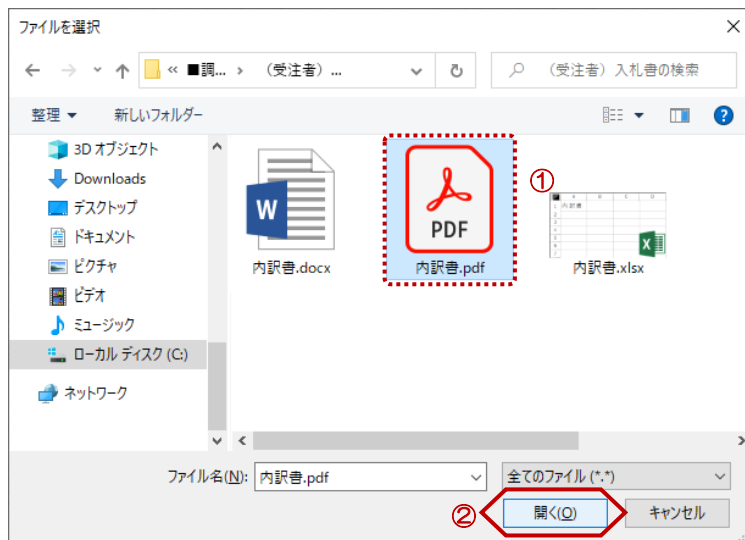 ファイルを選択
« ■調... › （受注者）...
（受注者）入札書の検索
整理 新しいフォルダー
3D オブジェクト
Downloads
デスクトップ
ドキュメント
ピクチャ
ビデオ
ミュージック
ローカル ディスク (C:)
ネットワーク
W
内訳書.docx
PDF
内訳書.pdf
①
内訳書
X
内訳書.xlsx
ファイル名(N): 内訳書.pdf 全てのファイル (*.*)
② 開く(O) キャンセル